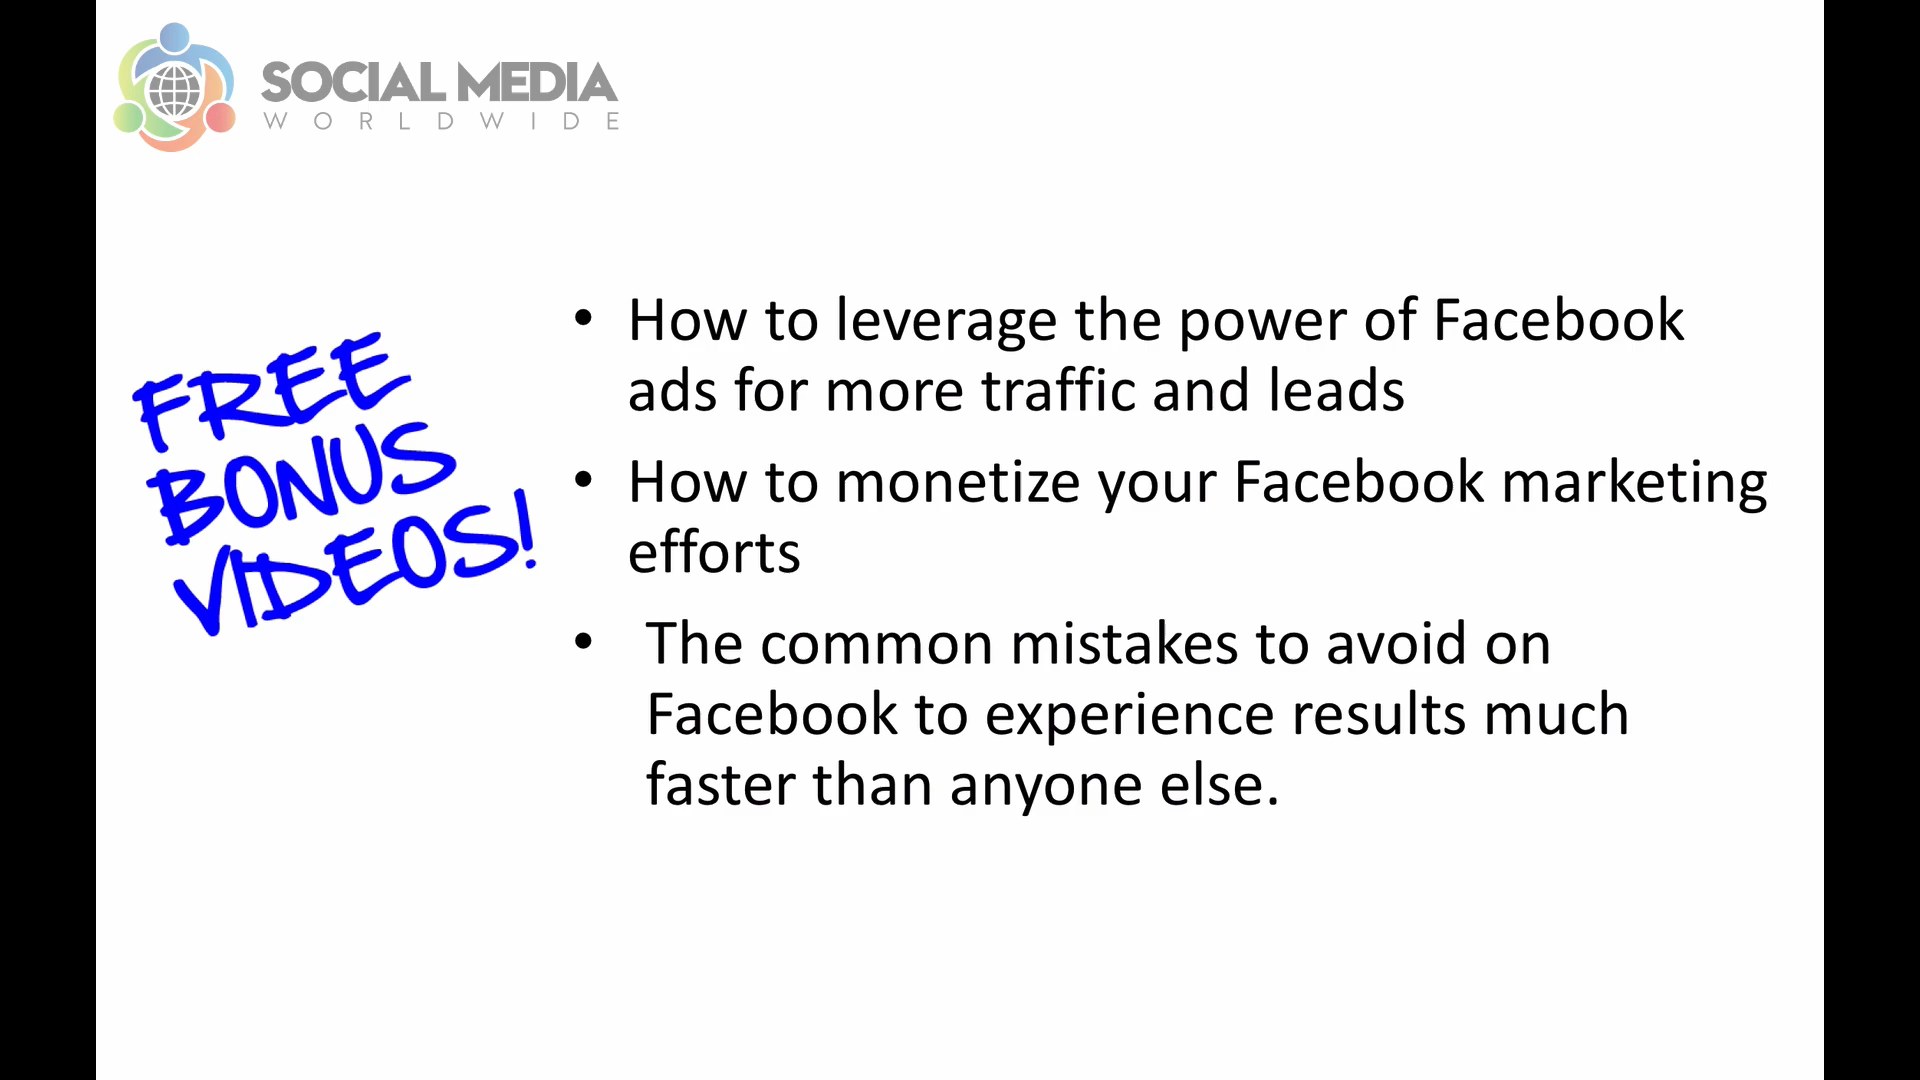 SOCIAL MEDIA
WORLDWIDE
FREE
BONUS
VIDEOS!
• How to leverage the power of Facebook
ads for more traffic and leads
• How to monetize your Facebook marketing
efforts
• The common mistakes to avoid on
Facebook to experience results much
faster than anyone else.